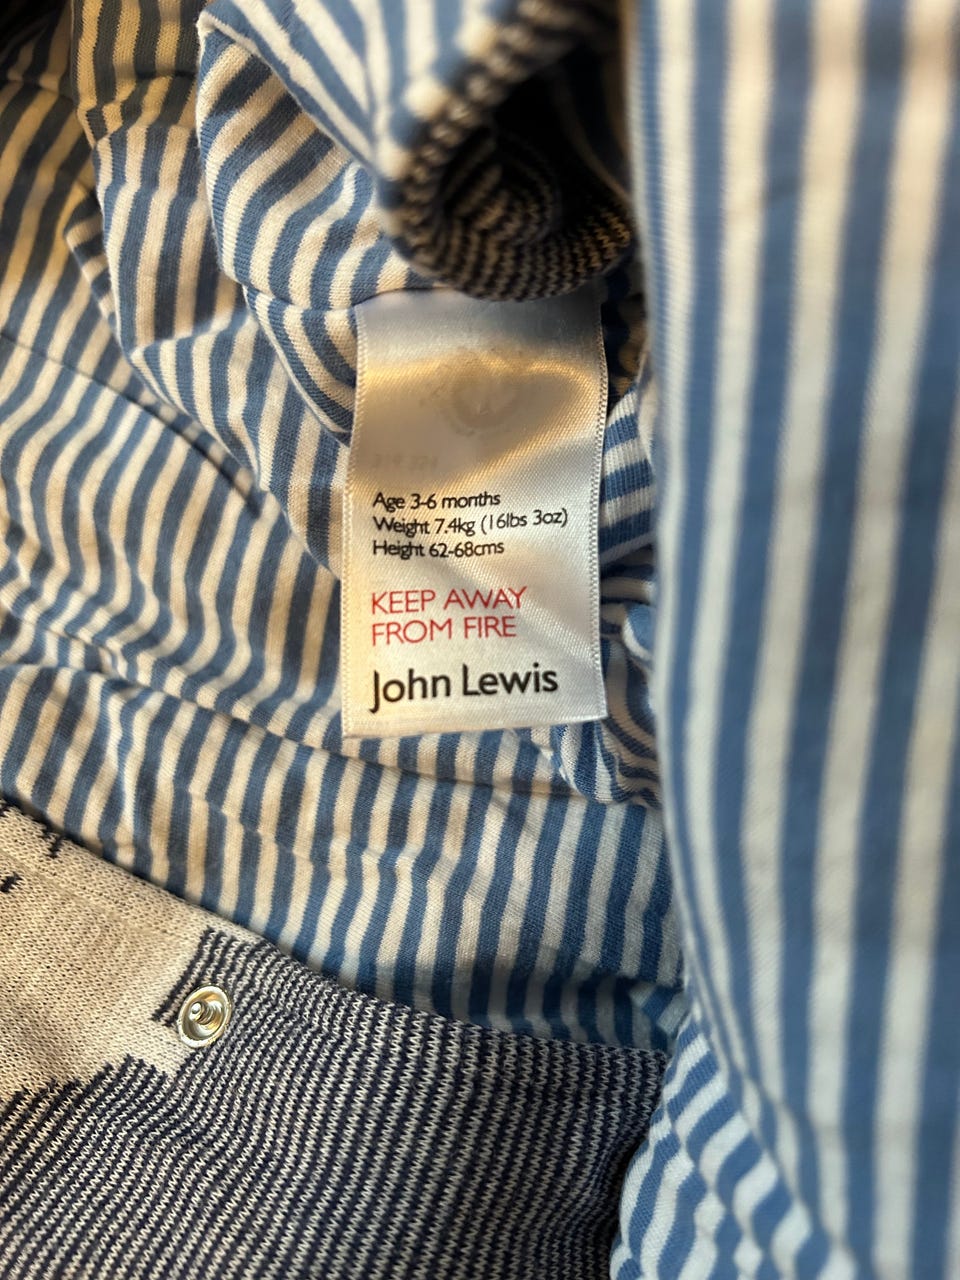 Age 3-6 months
Weight 7.4kg (16lbs 3oz)
Height 62-68cms
KEEP AWAY
FROM FIRE
John Lewis